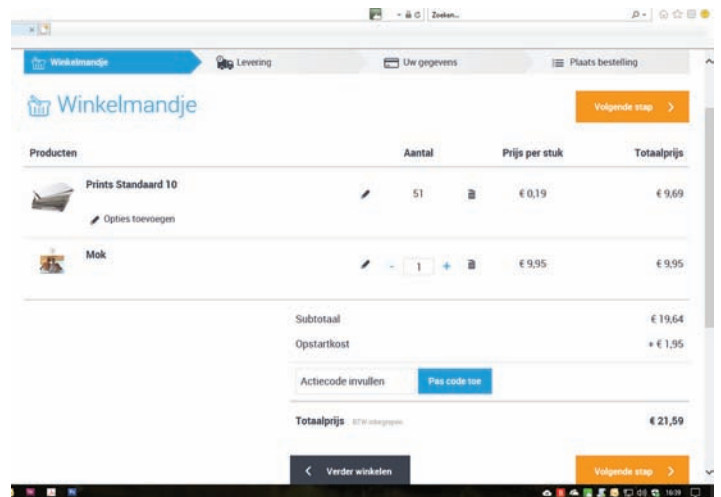 Zoeken...
Winkelmandje
Levering
Uw gegevens
Plaats bestelling
Winkelmandje
Volgende stap
Producten Aantal Prijs per stuk Totaalprijs
Prints Standaard 10 51 € 0,19 € 9,69
Opties toevoegen
Mok - 1 + € 9,95 € 9,95
Subtotaal € 19,64
Opstartkost + € 1,95
Actiecode invullen Pas code toe
Totaalprijs € 21,59
Verder winkelen Volgende stap
1609